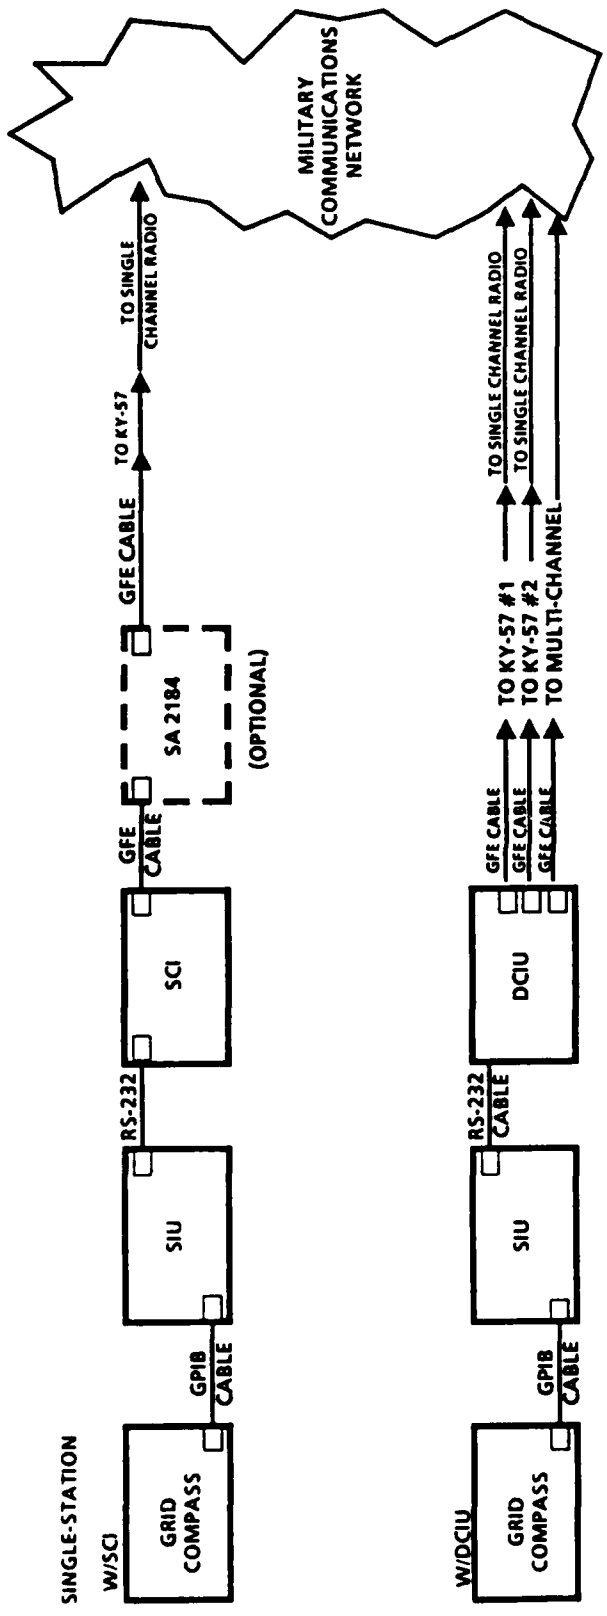 SINGLE-STATION
W/SCI
GRID
COMPASS
GPIB
CABLE
SIU
RS-232
SCI
GFE
CABLE
SA 2184
(OPTIONAL)
GFE CABLE
TO KY-57
TO SINGLE
CHANNEL RADIO
MILITARY
COMMUNICATIONS
NETWORK
W/DCIU
GRID
COMPASS
GPIB
CABLE
SIU
RS-232
CABLE
DCIU
GFE CABLE
GFE CABLE
GFE CABLE
TO KY-57 #1
TO KY-57 #2
TO MULTI-CHANNEL
TO SINGLE CHANNEL RADIO
TO SINGLE CHANNEL RADIO